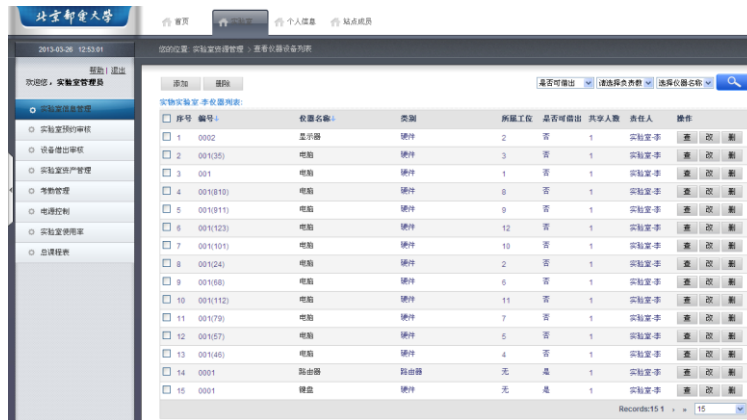 北京邮电大学
首页 实验室 个人信息 站点成员
2013-03-26 12:53:01
您的位置: 实验室资源管理 > 查看仪器设备列表
帮助 | 退出
欢迎您，实验室管理员
添加 删除 是否可借出 请选择负责教 选择仪器名称
实物实验室-李仪器列表:
序号 编号↓ 仪器名称↓ 类别 所属工位 是否可借出 共享人数 责任人 操作
1 0002 显示器 硬件 2 否 1 实验室-李 查 改 删
2 001(35) 电脑 硬件 3 否 1 实验室-李 查 改 删
3 001 电脑 硬件 1 否 1 实验室-李 查 改 删
4 001(810) 电脑 硬件 8 否 1 实验室-李 查 改 删
5 001(911) 电脑 硬件 9 否 1 实验室-李 查 改 删
6 001(123) 电脑 硬件 12 否 1 实验室-李 查 改 删
7 001(101) 电脑 硬件 10 否 1 实验室-李 查 改 删
8 001(24) 电脑 硬件 2 否 1 实验室-李 查 改 删
9 001(68) 电脑 硬件 6 否 1 实验室-李 查 改 删
10 001(112) 电脑 硬件 11 否 1 实验室-李 查 改 删
11 001(79) 电脑 硬件 7 否 1 实验室-李 查 改 删
12 001(57) 电脑 硬件 5 否 1 实验室-李 查 改 删
13 001(46) 电脑 硬件 4 否 1 实验室-李 查 改 删
14 0001 路由器 路由器 无 是 1 实验室-李 查 改 删
15 0001 键盘 硬件 无 是 1 实验室-李 查 改 删
Records:15 1 › » 15
实验室信息管理
实验室预约审核
设备借出审核
实验室资产管理
考勤管理
电源控制
实验室使用率
总课程表